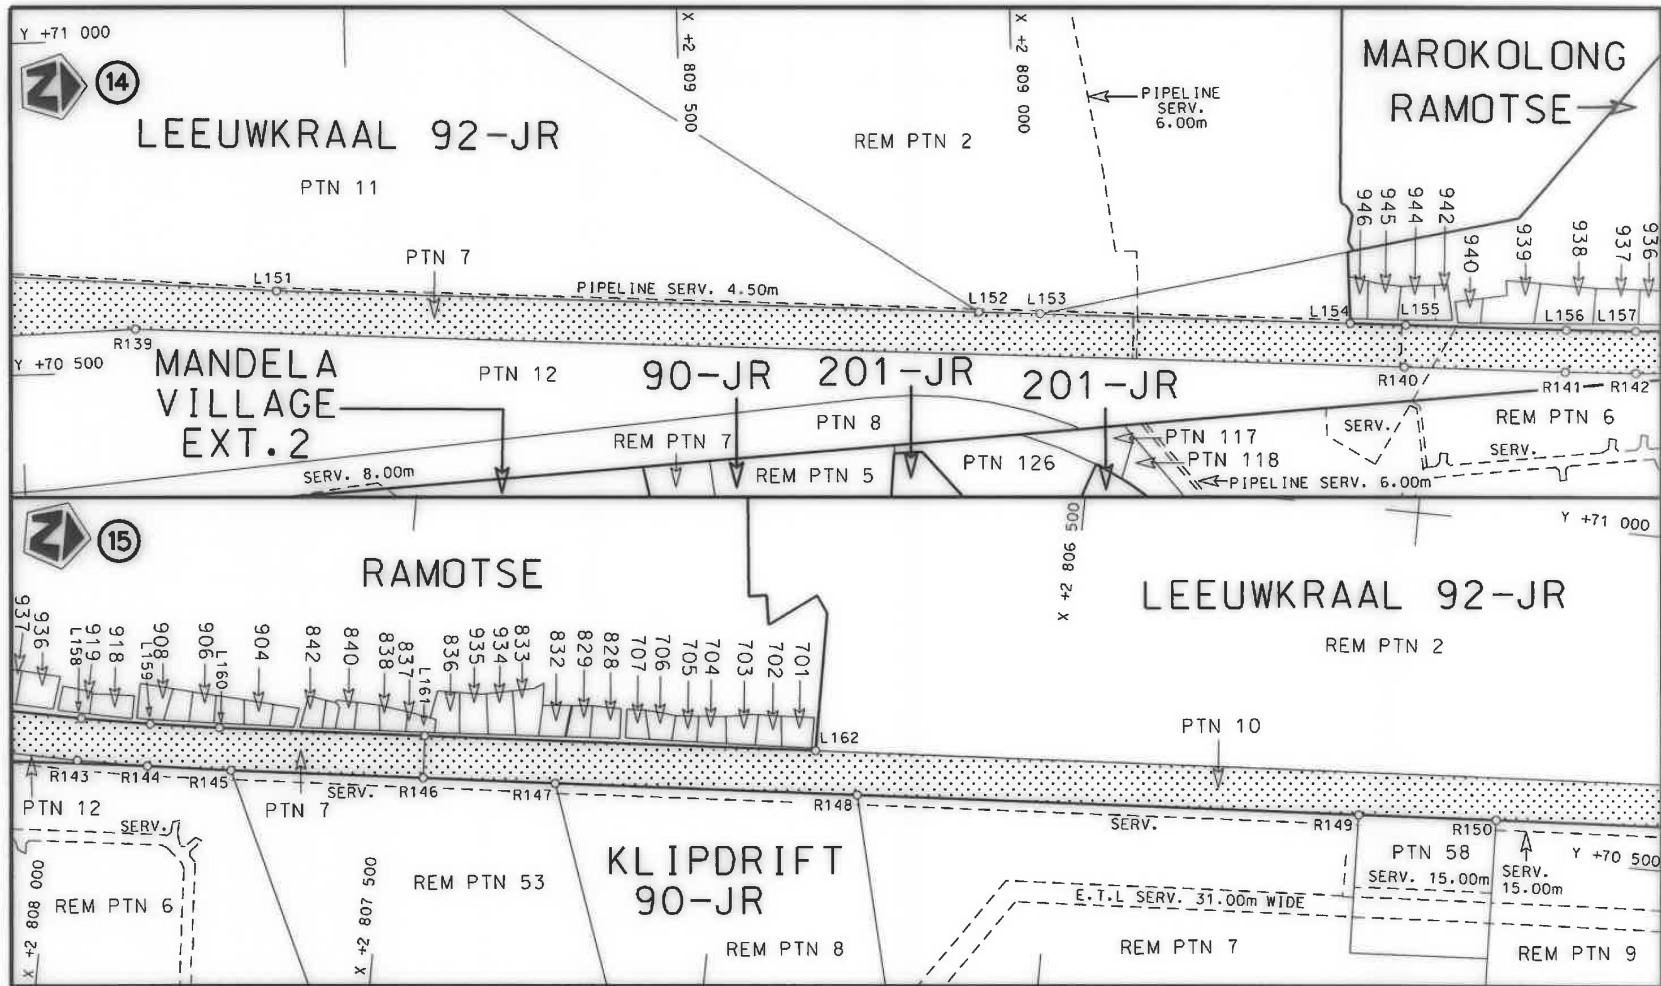 Y +71 000
14
N
LEEUWKRAAL 92-JR
PTN 11
X +2 809 500
X +2 809 000
REM PTN 2
PIPELINE
SERV.
6.00m
MAROKOLONG
RAMOTSE
946
945
944
942
940
939
938
937
936
PTN 7
L151
PIPELINE SERV. 4.50m
L152
L153
L154
L155
L156
L157
R139
R140
R141
R142
Y +70 500
MANDELA
VILLAGE
EXT.2
PTN 12
90-JR
201-JR
201-JR
PTN 8
REM PTN 7
REM PTN 5
PTN 126
PTN 117
PTN 118
SERV.
REM PTN 6
SERV.
SERV. 8.00m
PIPELINE SERV. 6.00m
N
15
RAMOTSE
X +2 806 500
Y +71 000
LEEUWKRAAL 92-JR
REM PTN 2
937
936
L158
919
918
L159
908
906
L160
904
842
840
838
837
L161
836
935
934
833
832
829
828
707
706
705
704
703
702
701
L162
PTN 10
R143
R144
R145
R146
R147
R148
R149
R150
PTN 12
PTN 7
SERV.
SERV.
SERV.
KLIPDRIFT
90-JR
PTN 58
SERV. 15.00m
SERV.
15.00m
Y +70 500
X +2 808 000
REM PTN 6
X +2 807 500
REM PTN 53
E.T.L SERV. 31.00m WIDE
REM PTN 8
REM PTN 7
REM PTN 9